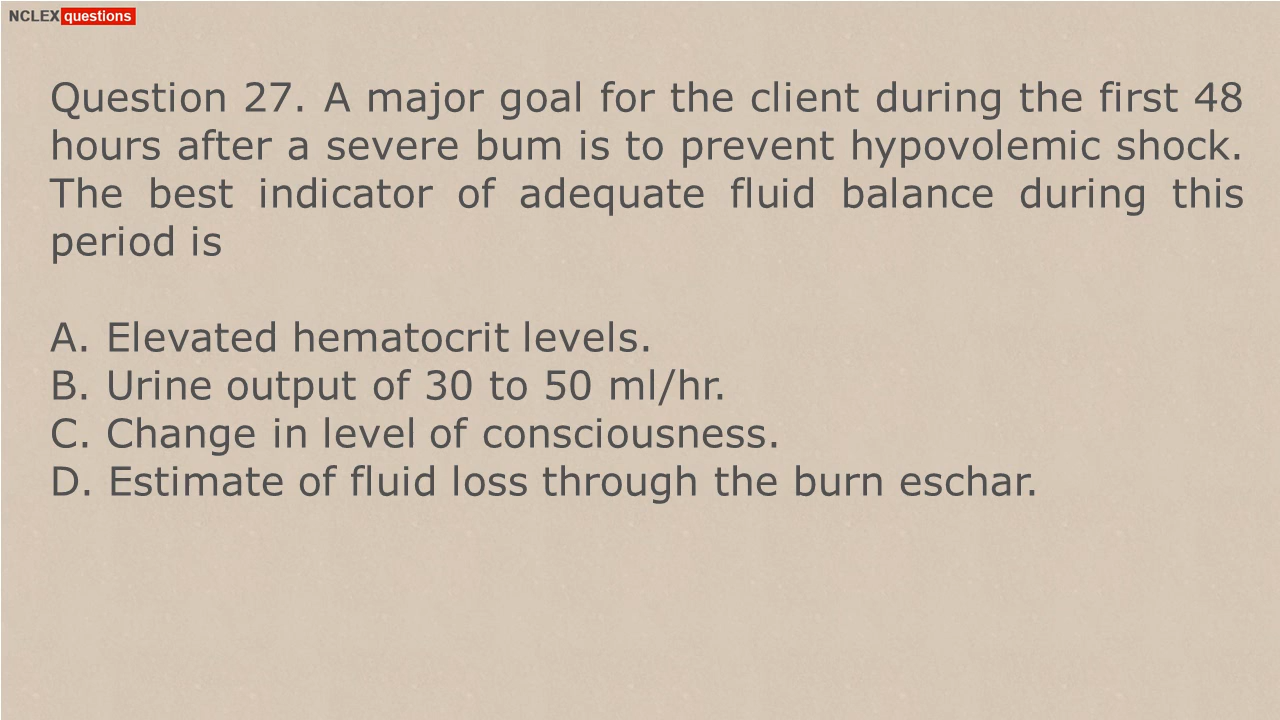 NCLEX questions
Question 27. A major goal for the client during the first 48
hours after a severe bum is to prevent hypovolemic shock.
The best indicator of adequate fluid balance during this
period is
A. Elevated hematocrit levels.
B. Urine output of 30 to 50 ml/hr.
C. Change in level of consciousness.
D. Estimate of fluid loss through the burn eschar.